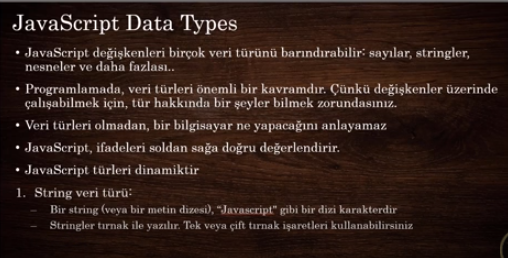 JavaScript Data Types
• JavaScript değişkenleri birçok veri türünü barındırabilir: sayılar, stringler,
nesneler ve daha fazlası..
• Programlamada, veri türleri önemli bir kavramdır. Çünkü değişkenler üzerinde
çalışabilmek için, tür hakkında bir şeyler bilmek zorundasınız.
• Veri türleri olmadan, bir bilgisayar ne yapacağını anlayamaz
• JavaScript, ifadeleri soldan sağa doğru değerlendirir.
• JavaScript türleri dinamiktir
1. String veri türü:
– Bir string (veya bir metin dizesi), “Javascript” gibi bir dizi karakterdir
– Stringler tırnak ile yazılır. Tek veya çift tırnak işaretleri kullanabilirsiniz